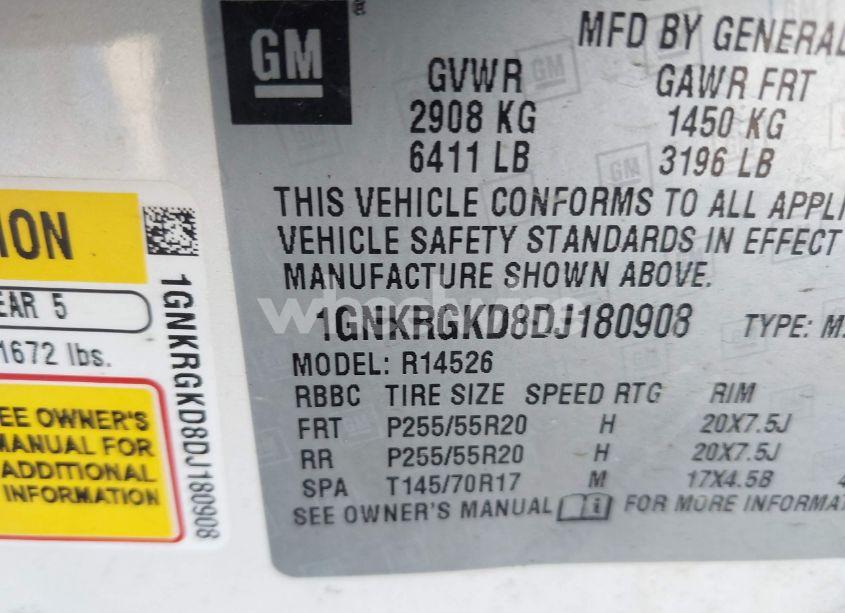 GM
MFD BY GENERAL
GVWR GAWR FRT
2908 KG 1450 KG
6411 LB 3196 LB
THIS VEHICLE CONFORMS TO ALL APPLI
VEHICLE SAFETY STANDARDS IN EFFECT
MANUFACTURE SHOWN ABOVE.
1GNKRGKD8DJ180908 TYPE: M
MODEL: R14526
RBBC TIRE SIZE SPEED RTG RIM
FRT P255/55R20 H 20X7.5J
RR P255/55R20 H 20X7.5J
SPA T145/70R17 M 17X4.5B 4
SEE OWNER'S MANUAL FOR MORE INFORMA
ION
EAR 5
1672 lbs.
EE OWNER'S
MANUAL FOR
ADDITIONAL
INFORMATION
1GNKRGKD8DJ180908